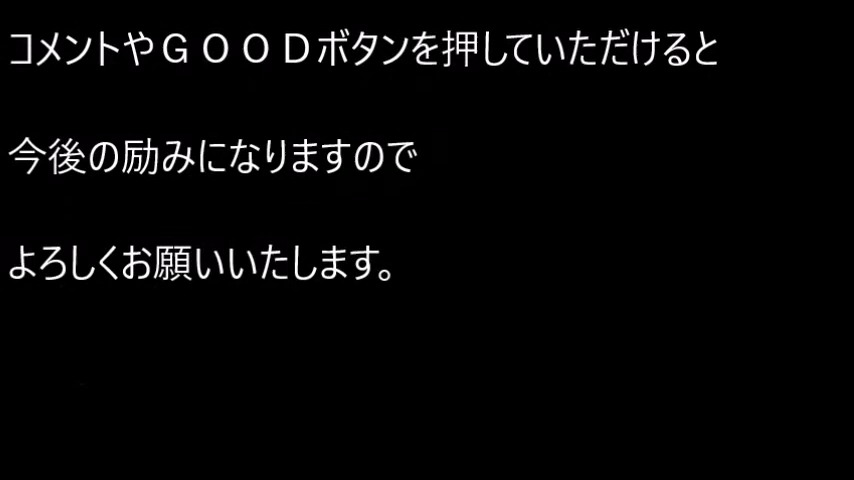 コメントやＧＯＯＤボタンを押していただけると
今後の励みになりますので
よろしくお願いいたします。